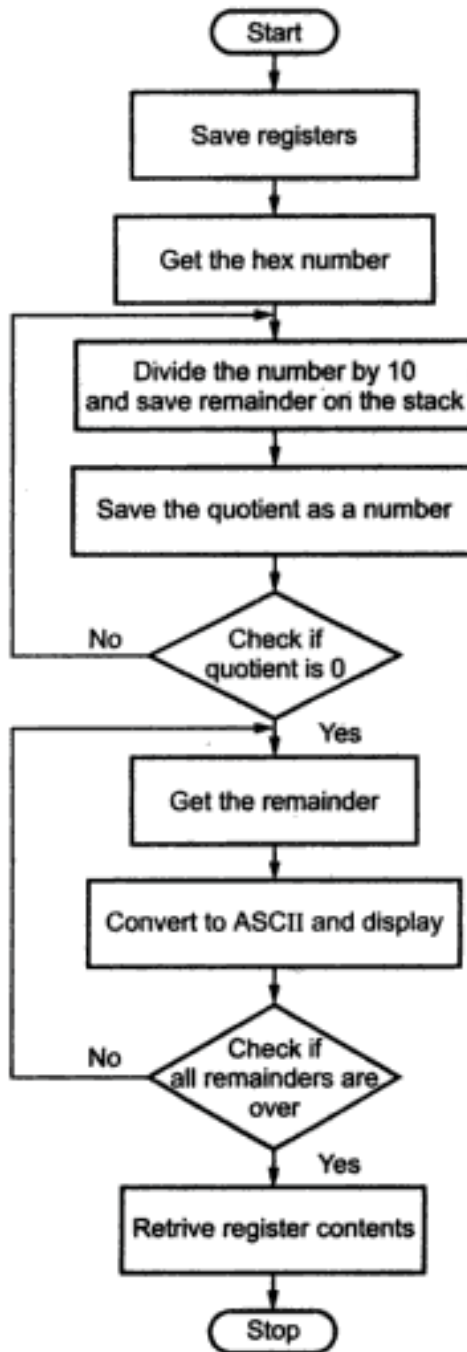 Start
Save registers
Get the hex number
Divide the number by 10
and save remainder on the stack
Save the quotient as a number
Check if
quotient is 0
No
Yes
Get the remainder
Convert to ASCII and display
Check if
all remainders are
over
No
Yes
Retrive register contents
Stop